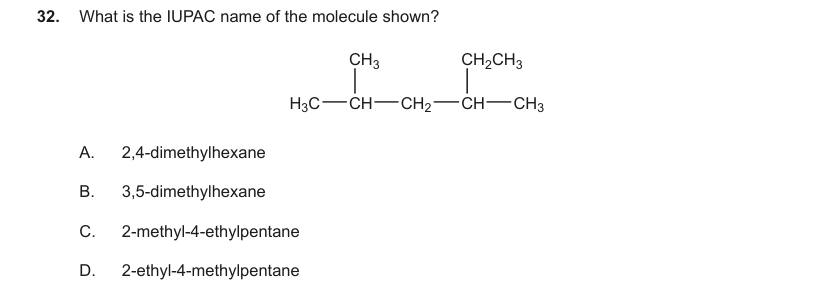 32. What is the IUPAC name of the molecule shown?
CH₃ CH₂CH₃
H₃C—CH—CH₂—CH—CH₃
A. 2,4-dimethylhexane
B. 3,5-dimethylhexane
C. 2-methyl-4-ethylpentane
D. 2-ethyl-4-methylpentane